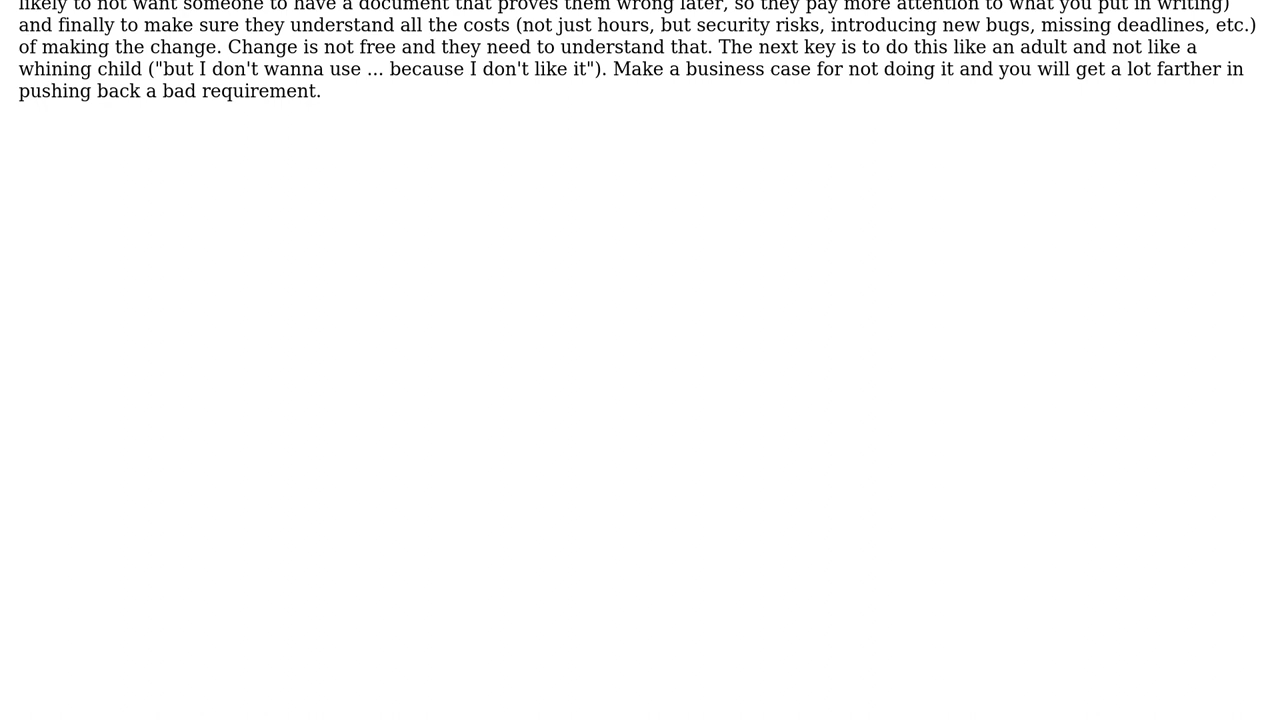 likely to not want someone to have a document that proves them wrong later, so they pay more attention to what you put in writing)
and finally to make sure they understand all the costs (not just hours, but security risks, introducing new bugs, missing deadlines, etc.)
of making the change. Change is not free and they need to understand that. The next key is to do this like an adult and not like a
whining child ("but I don't wanna use ... because I don't like it"). Make a business case for not doing it and you will get a lot farther in
pushing back a bad requirement.